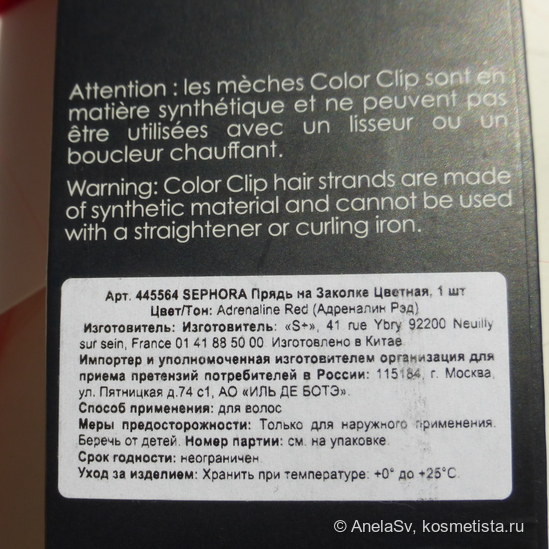 Attention : les mèches Color Clip sont en
matière synthétique et ne peuvent pas
être utilisées avec un lisseur ou un
boucleur chauffant.
Warning: Color Clip hair strands are made
of synthetic material and cannot be used
with a straightener or curling iron.
Арт. 445564 SEPHORA Прядь на Заколке Цветная, 1 шт
Цвет/Тон: Adrenaline Red (Адреналин Рэд)
Изготовитель: Изготовитель: «S+», 41 rue Ybry 92200 Neuilly
sur sein, France 01 41 88 50 00 Изготовлено в Китае
Импортер и уполномоченная изготовителем организация для
приема претензий потребителей в России: 115184, г. Москва,
ул. Пятницкая д.74 с1, АО «ИЛЬ ДЕ БОТЭ».
Способ применения: для волос
Меры предосторожности: Только для наружного применения.
Беречь от детей. Номер партии: см. на упаковке.
Срок годности: неограничен.
Уход за изделием: Хранить при температуре: +0° до +25°C.
© AnelaSv, kosmetista.ru